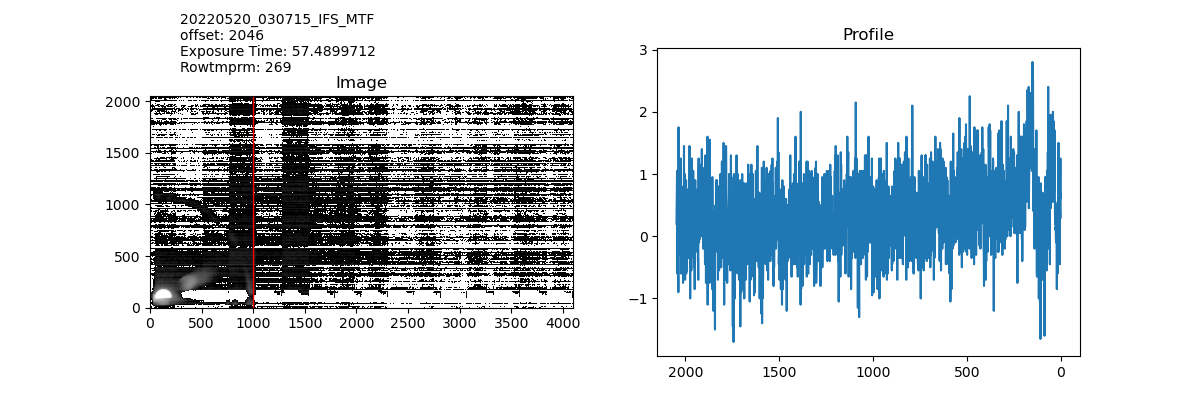 20220520_030715_IFS_MTF
offset: 2046
Exposure Time: 57.4899712
Rowtmprm: 269
Image
2000
1500
1000
500
0
0 500 1000 1500 2000 2500 3000 3500 4000
Profile
3
2
1
0
−1
2000 1500 1000 500 0